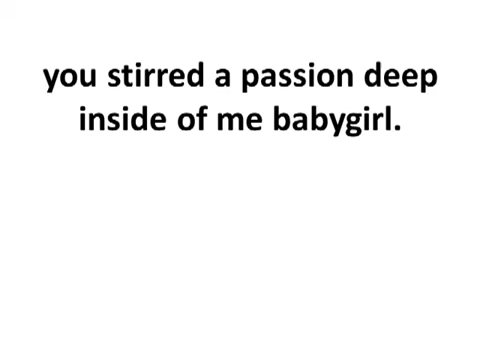 you stirred a passion deep
inside of me babygirl.